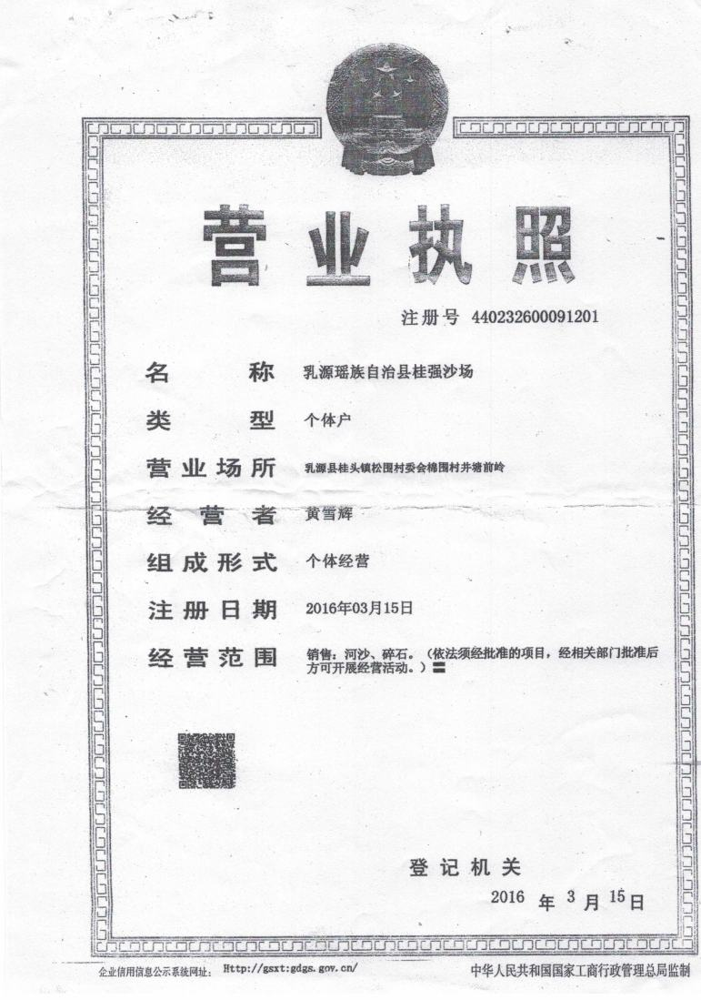 营业执照
注册号 440232600091201
名称 乳源瑶族自治县桂强沙场
类型 个体户
营业场所 乳源县桂头镇松围村委会棉围村井塘前岭
经营者 黄雪辉
组成形式 个体经营
注册日期 2016年03月15日
经营范围 销售：河沙、碎石。（依法须经批准的项目，经相关部门批准后
方可开展经营活动。）〓
登记机关
2016 年 3 月 15 日
企业信用信息公示系统网址： Http://gsxt.gdgs.gov.cn/ 中华人民共和国国家工商行政管理总局监制